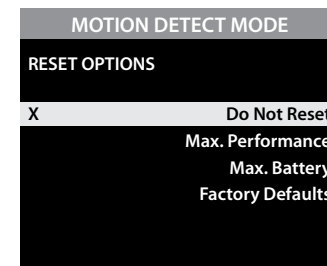 MOTION DETECT MODE
RESET OPTIONS
X Do Not Reset
Max. Performance
Max. Battery
Factory Defaults